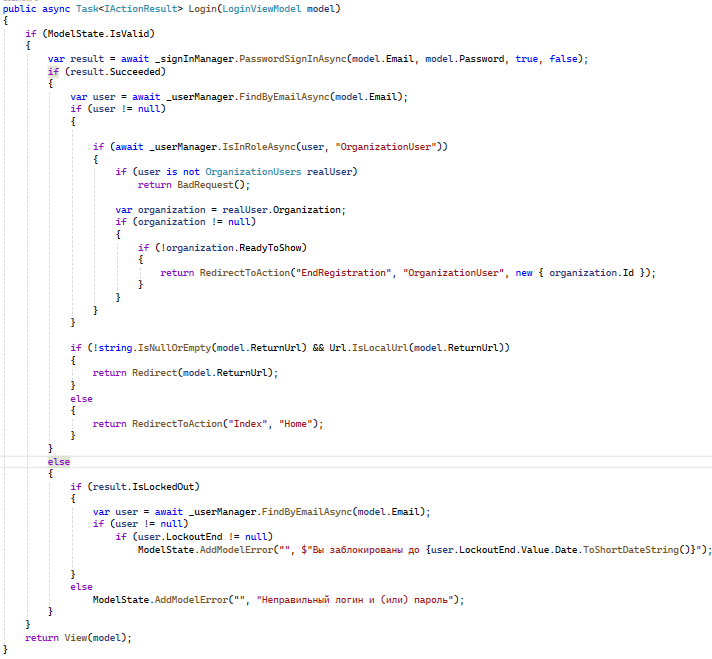 public async Task<IActionResult> Login(LoginViewModel model)
{
if (ModelState.IsValid)
{
var result = await _signInManager.PasswordSignInAsync(model.Email, model.Password, true, false);
if (result.Succeeded)
{
var user = await _userManager.FindByEmailAsync(model.Email);
if (user != null)
{
if (await _userManager.IsInRoleAsync(user, "OrganizationUser"))
{
if (user is not OrganizationUsers realUser)
return BadRequest();
var organization = realUser.Organization;
if (organization != null)
{
if (!organization.ReadyToShow)
{
return RedirectToAction("EndRegistration", "OrganizationUser", new { organization.Id });
}
}
}
}
if (!string.IsNullOrEmpty(model.ReturnUrl) && Url.IsLocalUrl(model.ReturnUrl))
{
return Redirect(model.ReturnUrl);
}
else
{
return RedirectToAction("Index", "Home");
}
}
else
{
if (result.IsLockedOut)
{
var user = await _userManager.FindByEmailAsync(model.Email);
if (user != null)
if (user.LockoutEnd != null)
ModelState.AddModelError("", $"Вы заблокированы до {user.LockoutEnd.Value.Date.ToShortDateString()}");
}
else
ModelState.AddModelError("", "Неправильный логин и (или) пароль");
}
}
return View(model);
}